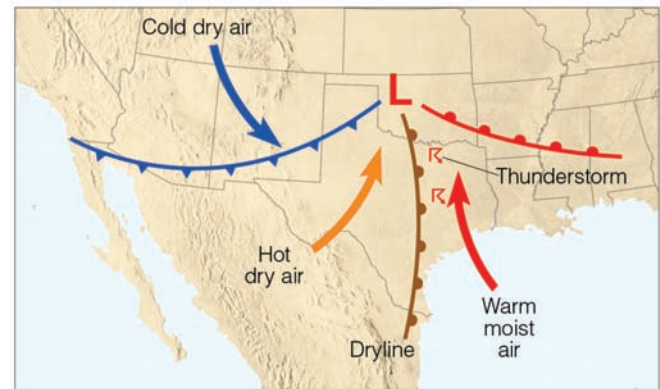 Cold dry air
L
Thunderstorm
Hot
dry air
Warm
moist
air
Dryline